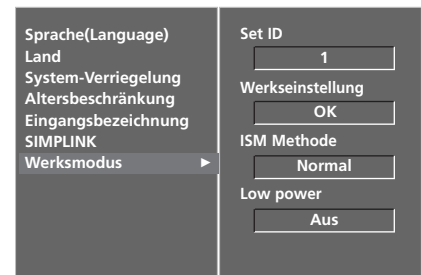 Sprache(Language)
Land
System-Verriegelung
Altersbeschränkung
Eingangsbezeichnung
SIMPLINK
Werksmodus ►
Set ID
1
Werkseinstellung
OK
ISM Methode
Normal
Low power
Aus